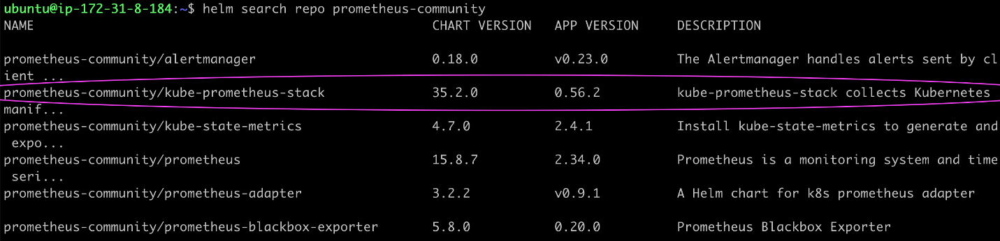 ubuntu@ip-172-31-8-184:~$ helm search repo prometheus-community
NAME CHART VERSION APP VERSION DESCRIPTION
prometheus-community/alertmanager 0.18.0 v0.23.0 The Alertmanager handles alerts sent by cl
ient ...
prometheus-community/kube-prometheus-stack 35.2.0 0.56.2 kube-prometheus-stack collects Kubernetes
manif...
prometheus-community/kube-state-metrics 4.7.0 2.4.1 Install kube-state-metrics to generate and
expo...
prometheus-community/prometheus 15.8.7 2.34.0 Prometheus is a monitoring system and time
seri...
prometheus-community/prometheus-adapter 3.2.2 v0.9.1 A Helm chart for k8s prometheus adapter
prometheus-community/prometheus-blackbox-exporter 5.8.0 0.20.0 Prometheus Blackbox Exporter